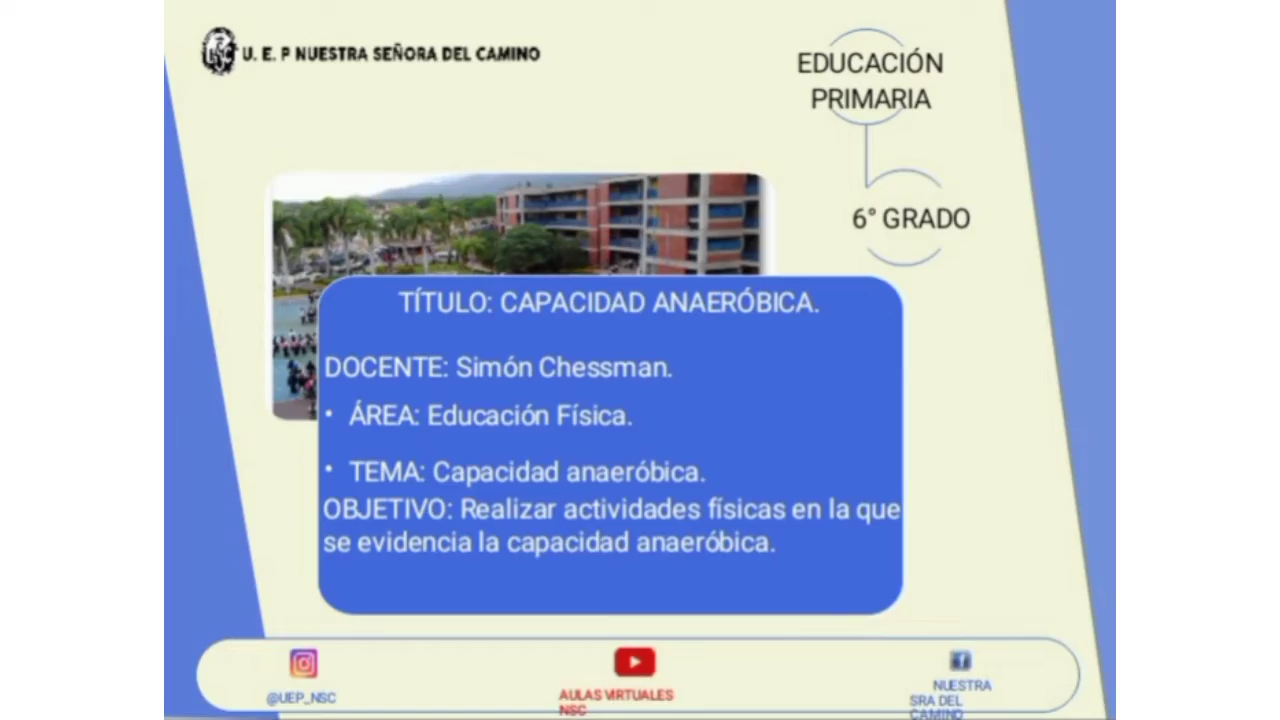 U. E. P NUESTRA SEÑORA DEL CAMINO
EDUCACIÓN
PRIMARIA
6° GRADO
TÍTULO: CAPACIDAD ANAERÓBICA.
DOCENTE: Simón Chessman.
• ÁREA: Educación Física.
• TEMA: Capacidad anaeróbica.
OBJETIVO: Realizar actividades físicas en la que
se evidencia la capacidad anaeróbica.
@UEP_NSC
AULAS VIRTUALES
NSC
NUESTRA
SRA DEL
CAMINO